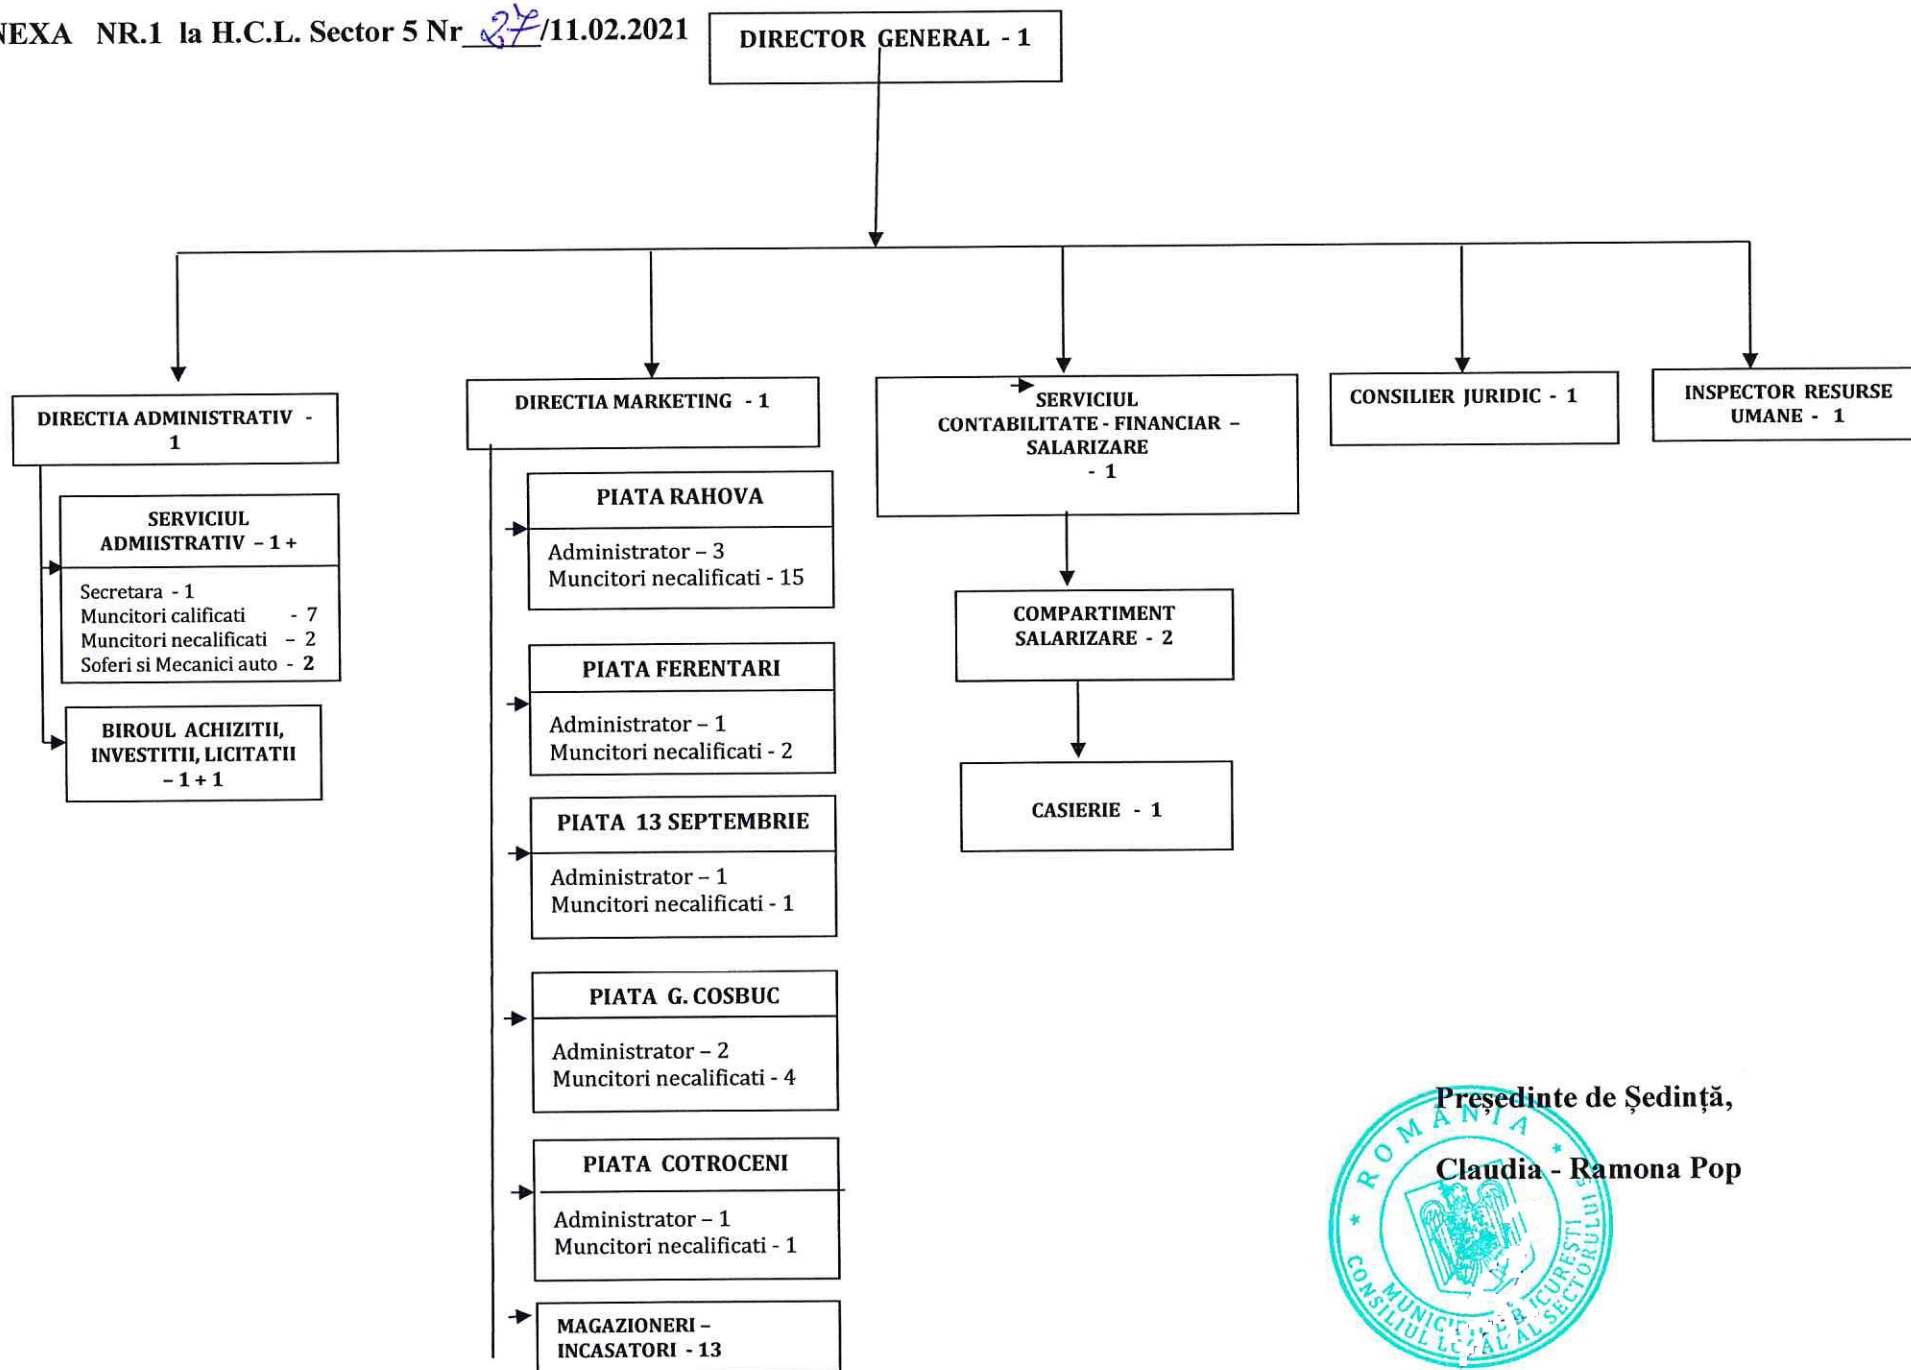 NEXA NR.1 la H.C.L. Sector 5 Nr 27/11.02.2021
DIRECTOR GENERAL - 1
DIRECTIA ADMINISTRATIV -
1
SERVICIUL
ADMIISTRATIV – 1 +
Secretara - 1
Muncitori calificati - 7
Muncitori necalificati – 2
Soferi si Mecanici auto - 2
BIROUL ACHIZITII,
INVESTITII, LICITATII
– 1 + 1
DIRECTIA MARKETING - 1
PIATA RAHOVA
Administrator – 3
Muncitori necalificati - 15
PIATA FERENTARI
Administrator – 1
Muncitori necalificati - 2
PIATA 13 SEPTEMBRIE
Administrator – 1
Muncitori necalificati - 1
PIATA G. COSBUC
Administrator – 2
Muncitori necalificati - 4
PIATA COTROCENI
Administrator – 1
Muncitori necalificati - 1
MAGAZIONERI –
INCASATORI - 13
SERVICIUL
CONTABILITATE - FINANCIAR –
SALARIZARE
- 1
COMPARTIMENT
SALARIZARE - 2
CASIERIE - 1
CONSILIER JURIDIC - 1
INSPECTOR RESURSE
UMANE - 1
Președinte de Ședință,
Claudia - Ramona Pop
* ROMÂNIA *
CONSILIUL LOCAL AL SECTORULUI 5
MUNICI BUCUREȘTI